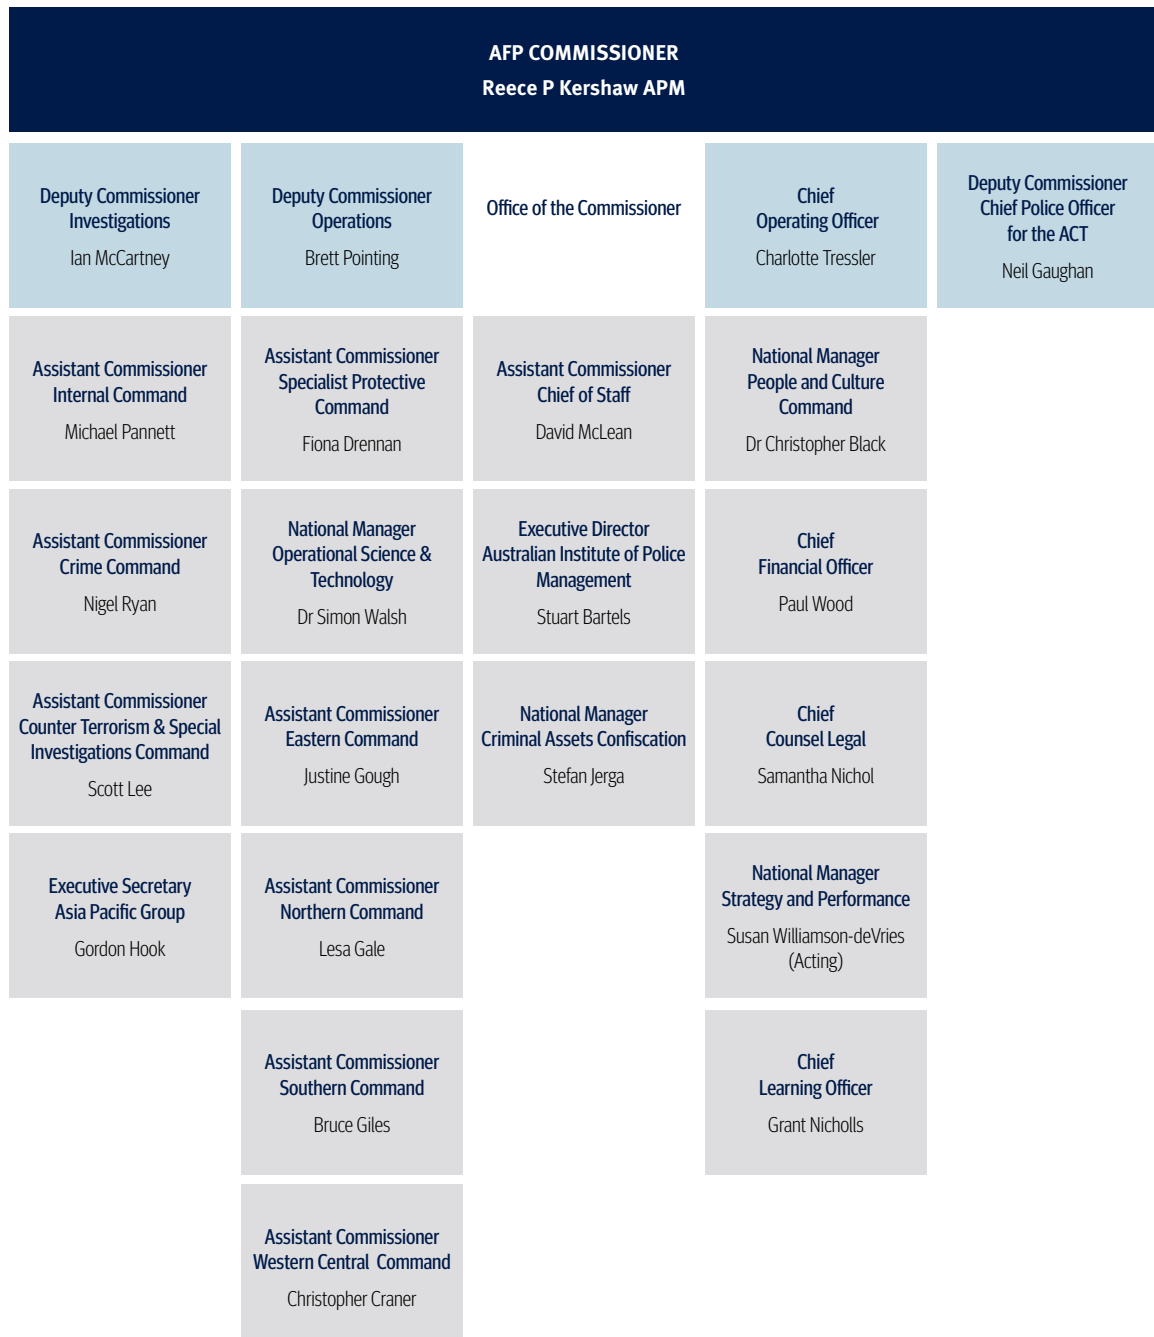 AFP COMMISSIONER
Reece P Kershaw APM
Deputy Commissioner
Investigations
Ian McCartney
Deputy Commissioner
Operations
Brett Pointing
Office of the Commissioner
Chief
Operating Officer
Charlotte Tressler
Deputy Commissioner
Chief Police Officer
for the ACT
Neil Gaughan
Assistant Commissioner
Internal Command
Michael Pannett
Assistant Commissioner
Specialist Protective
Command
Fiona Drennan
Assistant Commissioner
Chief of Staff
David McLean
National Manager
People and Culture
Command
Dr Christopher Black
Assistant Commissioner
Crime Command
Nigel Ryan
National Manager
Operational Science &
Technology
Dr Simon Walsh
Executive Director
Australian Institute of Police
Management
Stuart Bartels
Chief
Financial Officer
Paul Wood
Assistant Commissioner
Counter Terrorism & Special
Investigations Command
Scott Lee
Assistant Commissioner
Eastern Command
Justine Gough
National Manager
Criminal Assets Confiscation
Stefan Jerga
Chief
Counsel Legal
Samantha Nichol
Executive Secretary
Asia Pacific Group
Gordon Hook
Assistant Commissioner
Northern Command
Lesa Gale
National Manager
Strategy and Performance
Susan Williamson-deVries
(Acting)
Assistant Commissioner
Southern Command
Bruce Giles
Chief
Learning Officer
Grant Nicholls
Assistant Commissioner
Western Central  Command
Christopher Craner